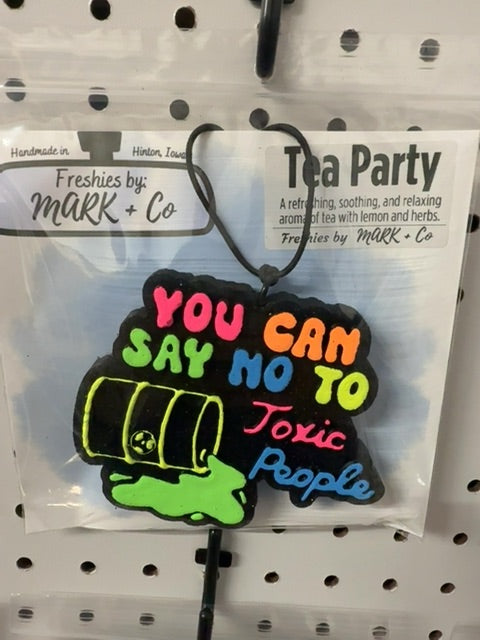 Handmade in Hinton, Iowa
Freshies by:
MARK + Co
Tea Party
A refreshing, soothing, and relaxing
aroma of tea with lemon and herbs.
Freshies by MARK + Co
YOU CAN
SAY NO TO
Toxic
People